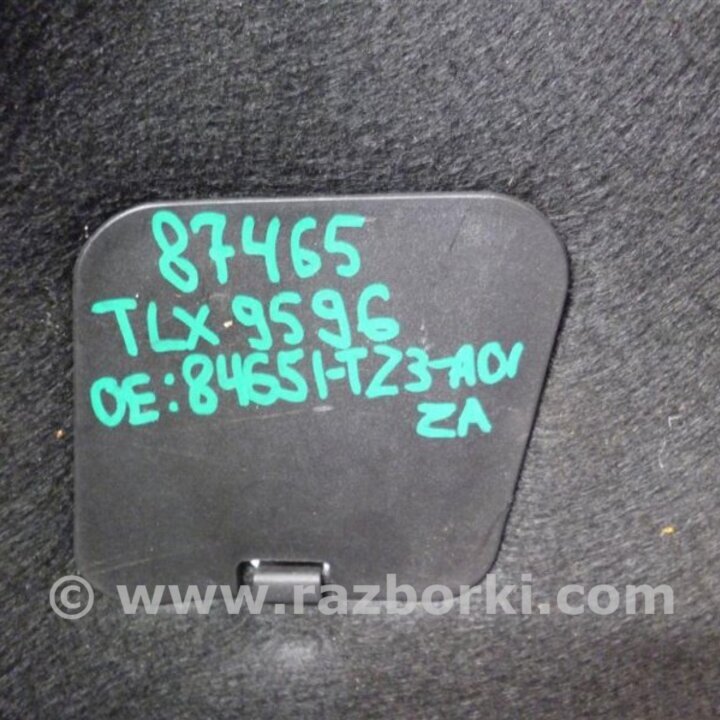 87465
TLX 9596
OE: 84651-TZ3-A01
ZA
© www.razborki.com